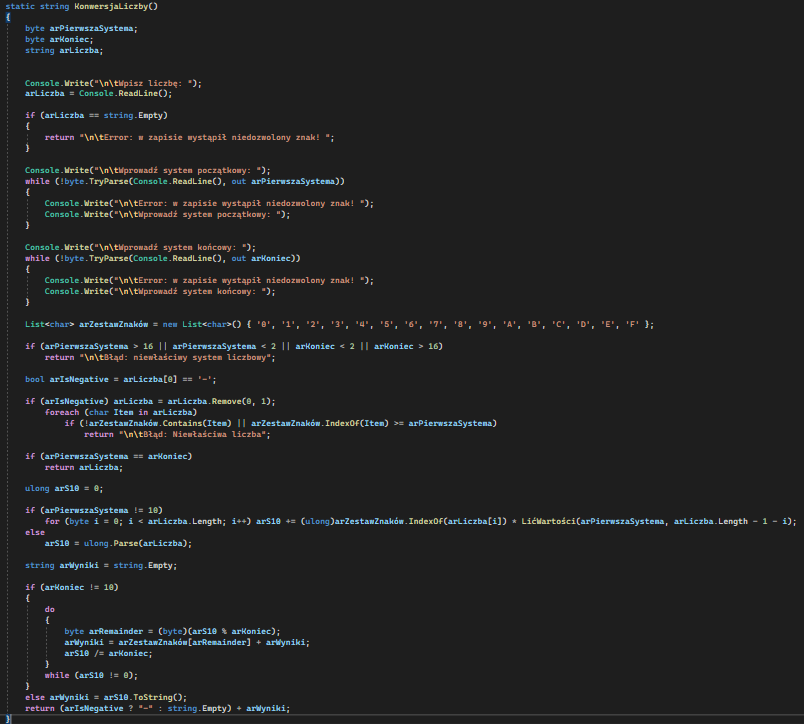 static string KonwersjaLiczby()
{
byte arPierwszaSystema;
byte arKoniec;
string arLiczba;
Console.Write("\n\tWpisz liczbę: ");
arLiczba = Console.ReadLine();
if (arLiczba == string.Empty)
{
return "\n\tError: w zapisie wystąpił niedozwolony znak! ";
}
Console.Write("\n\tWprowadź system początkowy: ");
while (!byte.TryParse(Console.ReadLine(), out arPierwszaSystema))
{
Console.Write("\n\tError: w zapisie wystąpił niedozwolony znak! ");
Console.Write("\n\tWprowadź system początkowy: ");
}
Console.Write("\n\tWprowadź system końcowy: ");
while (!byte.TryParse(Console.ReadLine(), out arKoniec))
{
Console.Write("\n\tError: w zapisie wystąpił niedozwolony znak! ");
Console.Write("\n\tWprowadź system końcowy: ");
}
List<char> arZestawZnaków = new List<char>() { '0', '1', '2', '3', '4', '5', '6', '7', '8', '9', 'A', 'B', 'C', 'D', 'E', 'F' };
if (arPierwszaSystema > 16 || arPierwszaSystema < 2 || arKoniec < 2 || arKoniec > 16)
return "\n\tBłąd: niewłaściwy system liczbowy";
bool arIsNegative = arLiczba[0] == '-';
if (arIsNegative) arLiczba = arLiczba.Remove(0, 1);
foreach (char Item in arLiczba)
if (!arZestawZnaków.Contains(Item) || arZestawZnaków.IndexOf(Item) >= arPierwszaSystema)
return "\n\tBłąd: Niewłaściwa liczba";
if (arPierwszaSystema == arKoniec)
return arLiczba;
ulong arS10 = 0;
if (arPierwszaSystema != 10)
for (byte i = 0; i < arLiczba.Length; i++) arS10 += (ulong)arZestawZnaków.IndexOf(arLiczba[i]) * LićWartości(arPierwszaSystema, arLiczba.Length - 1 - i);
else
arS10 = ulong.Parse(arLiczba);
string arWyniki = string.Empty;
if (arKoniec != 10)
{
do
{
byte arRemainder = (byte)(arS10 % arKoniec);
arWyniki = arZestawZnaków[arRemainder] + arWyniki;
arS10 /= arKoniec;
}
while (arS10 != 0);
}
else arWyniki = arS10.ToString();
return (arIsNegative ? "-" : string.Empty) + arWyniki;
}